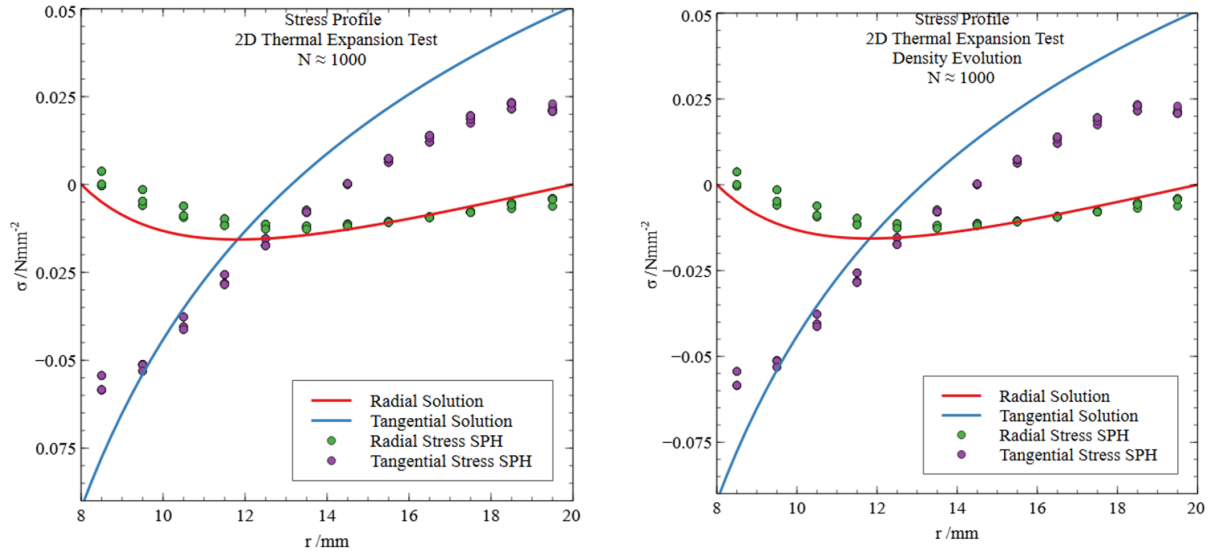 Stress Profile
2D Thermal Expansion Test
N ≈ 1000
0.05
0.025
0
0.025
−0.05
0.075
σ /Nmm⁻²
Radial Solution
Tangential Solution
Radial Stress SPH
Tangential Stress SPH
8 10 12 14 16 18 20
r /mm
Stress Profile
2D Thermal Expansion Test
Density Evolution
N ≈ 1000
0.05
0.025
0
−0.025
−0.05
−0.075
σ /Nmm⁻²
Radial Solution
Tangential Solution
Radial Stress SPH
Tangential Stress SPH
8 10 12 14 16 18 20
r /mm